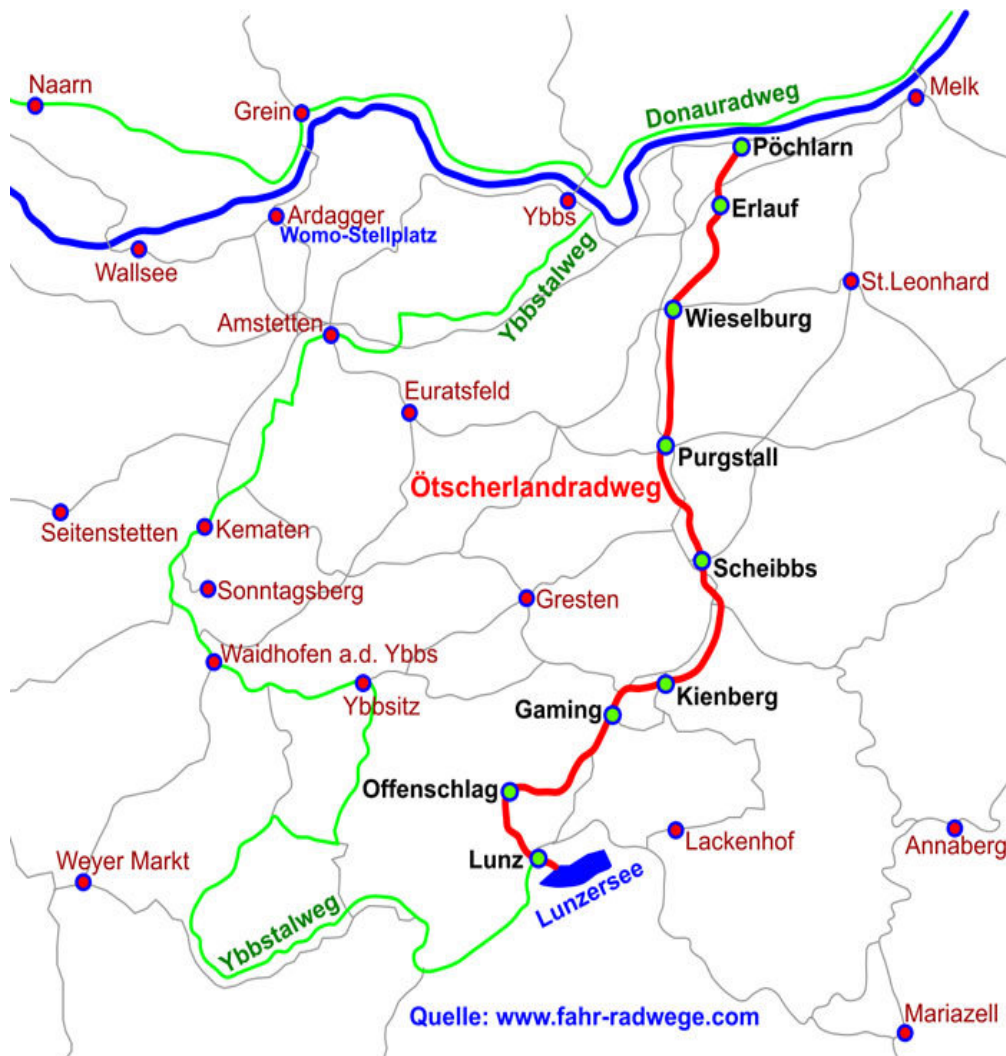 Naarn
Grein
Donauradweg
Melk
Pöchlarn
Ardagger
Womo-Stellplatz
Ybbs
Erlauf
Wallsee
St.Leonhard
Amstetten
Ybbstalweg
Wieselburg
Euratsfeld
Purgstall
Ötscherlandradweg
Seitenstetten
Kematen
Scheibbs
Sonntagsberg
Gresten
Waidhofen a.d. Ybbs
Ybbsitz
Kienberg
Gaming
Offenschlag
Lackenhof
Annaberg
Weyer Markt
Lunz
Lunzersee
Ybbstalweg
Quelle: www.fahr-radwege.com
Mariazell